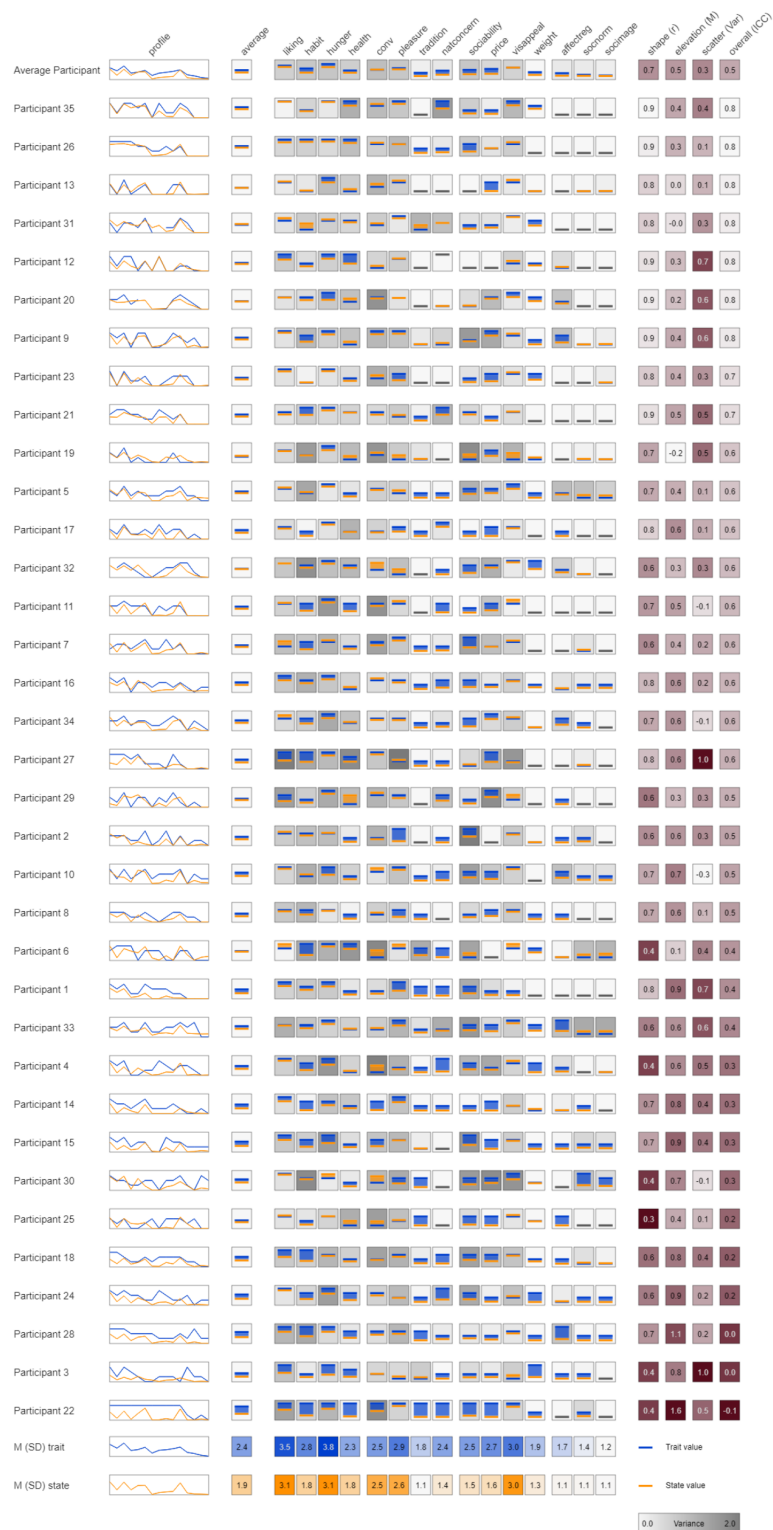 profile average liking habit hunger health conv pleasure tradition natconcern sociability price visappeal weight affectreg socnorm socimage shape (r) elevation (M) scatter (Var) overall (ICC)
Average Participant 0.7 0.5 0.3 0.5
Participant 35 0.9 0.4 0.4 0.8
Participant 26 0.9 0.3 0.1 0.8
Participant 13 0.8 0.0 0.1 0.8
Participant 31 0.8 -0.0 0.3 0.8
Participant 12 0.9 0.3 0.7 0.8
Participant 20 0.9 0.2 0.6 0.8
Participant 9 0.9 0.4 0.6 0.8
Participant 23 0.8 0.4 0.3 0.7
Participant 21 0.9 0.5 0.5 0.7
Participant 19 0.7 -0.2 0.5 0.6
Participant 5 0.7 0.4 0.1 0.6
Participant 17 0.8 0.6 0.1 0.6
Participant 32 0.6 0.3 0.3 0.6
Participant 11 0.7 0.5 -0.1 0.6
Participant 7 0.6 0.4 0.2 0.6
Participant 16 0.8 0.6 0.2 0.6
Participant 34 0.7 0.6 -0.1 0.6
Participant 27 0.8 0.6 1.0 0.6
Participant 29 0.6 0.3 0.3 0.5
Participant 2 0.6 0.6 0.3 0.5
Participant 10 0.7 0.7 -0.3 0.5
Participant 8 0.7 0.6 0.1 0.5
Participant 6 0.4 0.1 0.4 0.4
Participant 1 0.8 0.9 0.7 0.4
Participant 33 0.6 0.6 0.6 0.4
Participant 4 0.4 0.6 0.5 0.3
Participant 14 0.7 0.8 0.4 0.3
Participant 15 0.7 0.9 0.4 0.3
Participant 30 0.4 0.7 -0.1 0.3
Participant 25 0.3 0.4 0.1 0.2
Participant 18 0.6 0.8 0.4 0.2
Participant 24 0.6 0.9 0.2 0.2
Participant 28 0.7 1.1 0.2 0.0
Participant 3 0.4 0.8 1.0 0.0
Participant 22 0.4 1.6 0.5 -0.1
M (SD) trait 2.4 3.5 2.8 3.8 2.3 2.5 2.9 1.8 2.4 2.5 2.7 3.0 1.9 1.7 1.4 1.2 Trait value
M (SD) state 1.9 3.1 1.8 3.1 1.8 2.5 2.6 1.1 1.4 1.5 1.6 3.0 1.3 1.1 1.1 1.1 State value
0.0 Variance 2.0